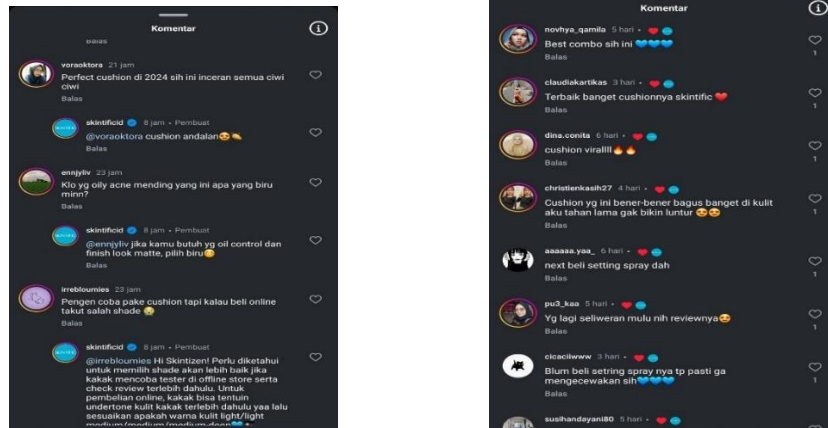 Komentar
Balas
voraoktora 21 jam
Perfect cushion di 2024 sih ini inceran semua ciwi
ciwi
Balas
skintificid 8 jam • Pembuat
@voraoktora cushion andalan😍👏
Balas
ennjyliv 23 jam
Klo yg oily acne mending yang ini apa yang biru
minn?
Balas
skintificid 8 jam • Pembuat
@ennjyliv jika kamu butuh yg oil control dan
finish look matte, pilih biru
Balas
irrebloumies 23 jam
Pengen coba pake cushion tapi kalau beli online
takut salah shade 😭
Balas
skintificid 8 jam • Pembuat
@irrebloumies Hi Skintizen! Perlu diketahui
untuk memilih shade akan lebih baik jika
kakak mencoba tester di offline store serta
check review terlebih dahulu. Untuk
pembelian online, kakak bisa tentuin
undertone kulit kakak terlebih dahulu yaa lalu
sesuaikan apakah warna kulit light/light
medium/medium/medium-deep💙
Komentar
novhya_qamila 5 hari •
Best combo sih ini 💙💙💙
Balas
1
claudiakartikas 3 hari •
Terbaik banget cushionnya skintific ❤️
Balas
1
dina.conita 6 hari •
cushion viralllll🔥🔥
Balas
1
christienkasih27 4 hari •
Cushion yg ini bener-bener bagus banget di kulit
aku tahan lama gak bikin luntur 😍😍
Balas
1
aaaasa.yaa_ 6 hari •
next beli setting spray dah
Balas
1
pu3_kaa 5 hari •
Yg lagi seliweran mulu nih reviewnya😍
Balas
1
cicaciiwww 3 hari •
Blum beli setring spray nya tp pasti ga
mengecewakan sih💙💙💙
Balas
1
susihandayani80 5 hari •